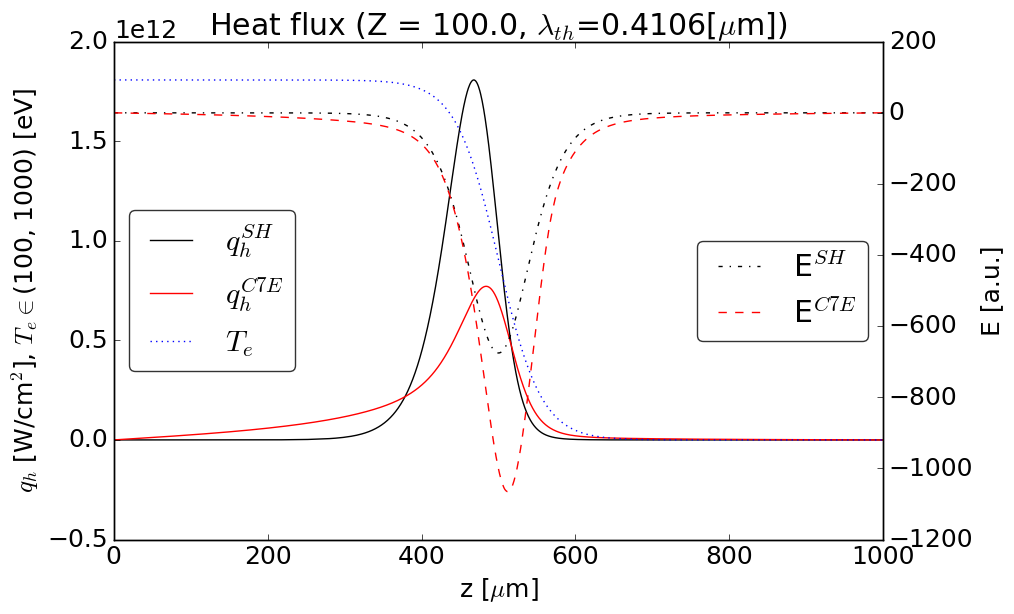 Heat flux (Z = 100.0, λ_th=0.4106[μm])
1e12
2.0
1.5
1.0
0.5
0.0
−0.5
q_h [W/cm²], T_e ∈ (100, 1000) [eV]
q_h^SH
q_h^C7E
T_e
E^SH
E^C7E
200
0
−200
−400
−600
−800
−1000
−1200
E [a.u.]
0 200 400 600 800 1000
z [μm]